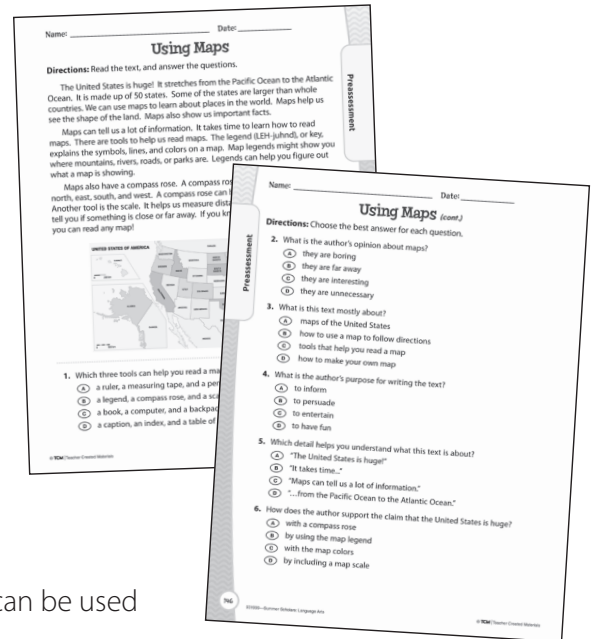 Name: Date:
Using Maps
Directions: Read the text, and answer the questions.
The United States is huge! It stretches from the Pacific Ocean to the Atlantic
Ocean. It is made up of 50 states. Some of the states are larger than whole
countries. We can use maps to learn about places in the world. Maps help us
see the shape of the land. Maps also show us important facts.
Maps can tell us a lot of information. It takes time to learn how to read
maps. There are tools to help us read maps. The legend (LEH-juhnd), or key,
explains the symbols, lines, and colors on a map. Map legends might show you
where mountains, rivers, roads, or parks are. Legends can help you figure out
what a map is showing.
Maps also have a compass rose. A compass
north, east, south, and west. A compass rose can
Another tool is the scale. It helps us measure
tell you if something is close or far away. If you
you can read any map!
UNITED STATES OF AMERICA
1. Which three tools can help you read a
A a ruler, a measuring tape, and a
B a legend, a compass rose, and a
C a book, a computer, and a
D a caption, an index, and a table of
TCM | Teacher Created Materials
Preassessment
Name: Date:
Using Maps (cont.)
Directions: Choose the best answer for each question.
2. What is the author's opinion about maps?
A they are boring
B they are far away
C they are interesting
D they are unnecessary
3. What is this text mostly about?
A maps of the United States
B how to use a map to follow directions
C tools that help you read a map
D how to make your own map
4. What is the author's purpose for writing the text?
A to inform
B to persuade
C to entertain
D to have fun
5. Which detail helps you understand what this text is about?
A "The United States is huge!"
B "It takes time..."
C "Maps can tell us a lot of information."
D "...from the Pacific Ocean to the Atlantic Ocean."
6. How does the author support the claim that the United States is huge?
A with a compass rose
B by using the map legend
C with the map colors
D by including a map scale
Preassessment
TCM | Teacher Created Materials
can be used